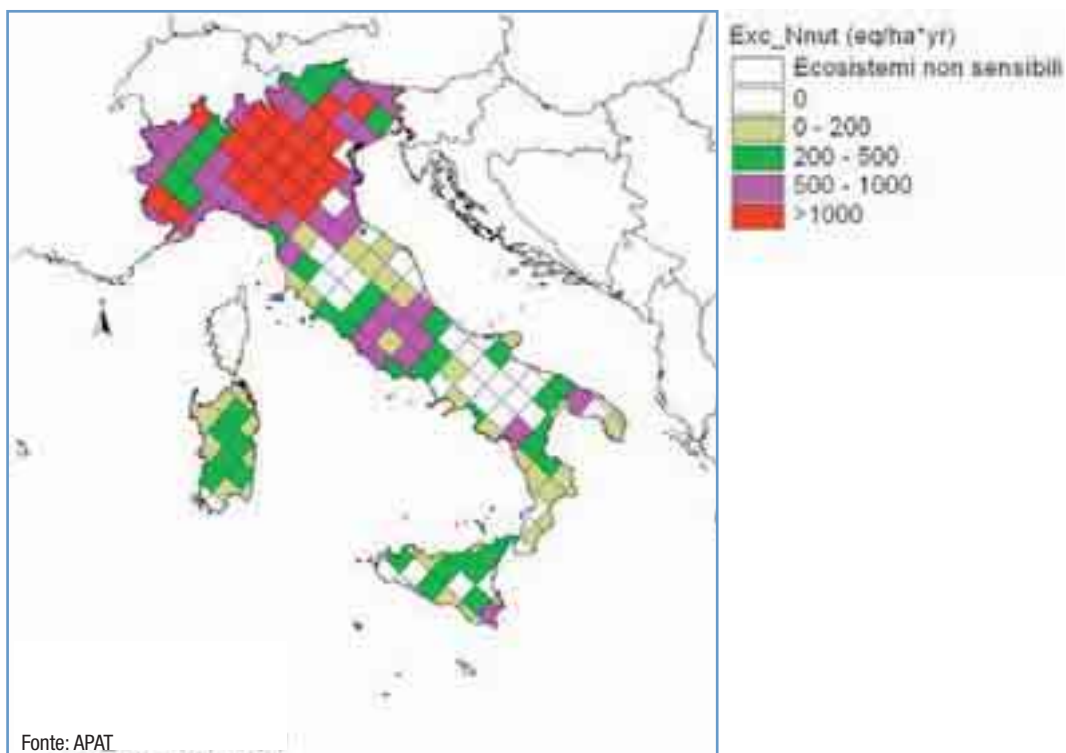 Exc_Nnut (eq/ha*yr)
Ecosistemi non sensibili
0
0 - 200
200 - 500
500 - 1000
>1000
Fonte: APAT